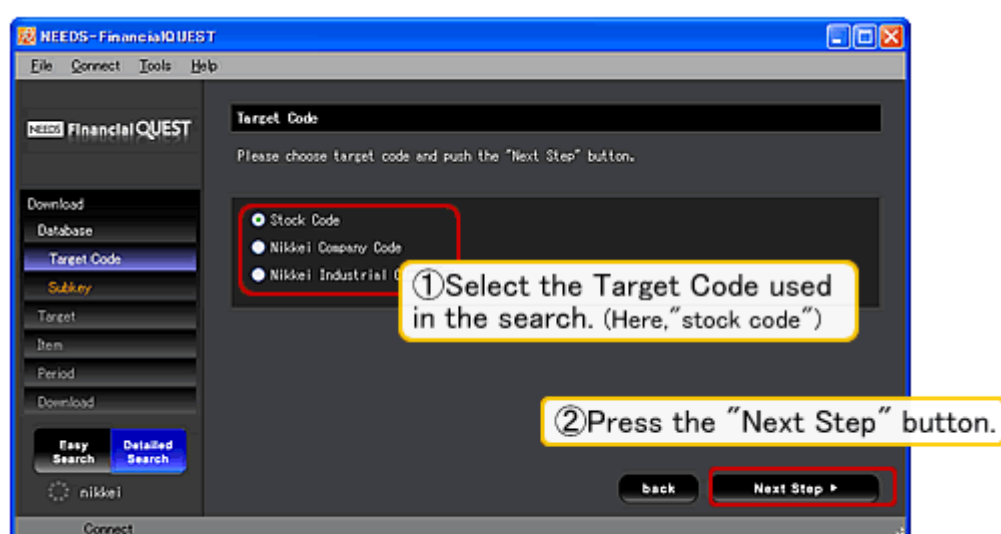 NEEDS-FinancialQUEST
File Connect Tools Help
NEEDS Financial QUEST
Target Code
Please choose target code and push the "Next Step" button.
Download
Database
Target Code
Subkey
Target
Item
Period
Download
Easy Search
Detailed Search
nikkei
Stock Code
Nikkei Company Code
Nikkei Industrial
①Select the Target Code used
in the search. (Here,"stock code")
②Press the "Next Step" button.
back
Next Step
Connect